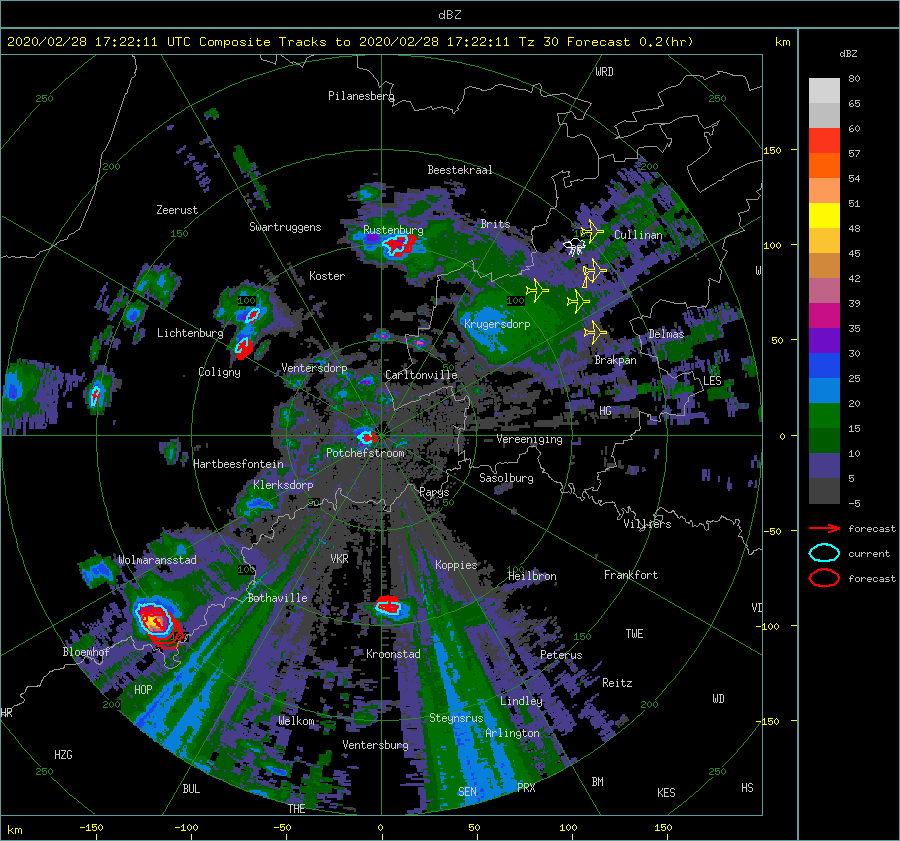 dBZ
2020/02/28 17:22:11 UTC Composite Tracks to 2020/02/28 17:22:11 Tz 30 Forecast 0.2(hr)
km
dBZ
80
65
60
57
54
51
48
45
42
39
35
30
25
20
15
10
5
-5
forecast
current
forecast
WRD
250
Pilanesberg
250
150
200
Beestekraal
200
Zeerust
Swartruggens
Rustenburg
Brits
150
Cullinan
100
Koster
100
100
Lichtenburg
Krugersdorp
Delmas
50
Coligny
Ventersdorp
Carltonville
Brakpan
LES
HG
0
Vereeniging
Potchefstroom
Hartbeesfontein
Sasolburg
Klerksdorp
Parys
50
50
Villiers
-50
Wolmaransstad
VKR
Koppies
100
100
Heilbron
Frankfort
Bothaville
VI
-100
TWE
150
Bloemhof
Kroonstad
Peterus
HOP
Reitz
200
200
WD
HR
Lindley
Welkom
Steynsrus
-150
Arlington
HZG
Ventersburg
250
250
BUL
SEN
PRX
BM
KES
HS
THE
km
-150
-100
-50
0
50
100
150